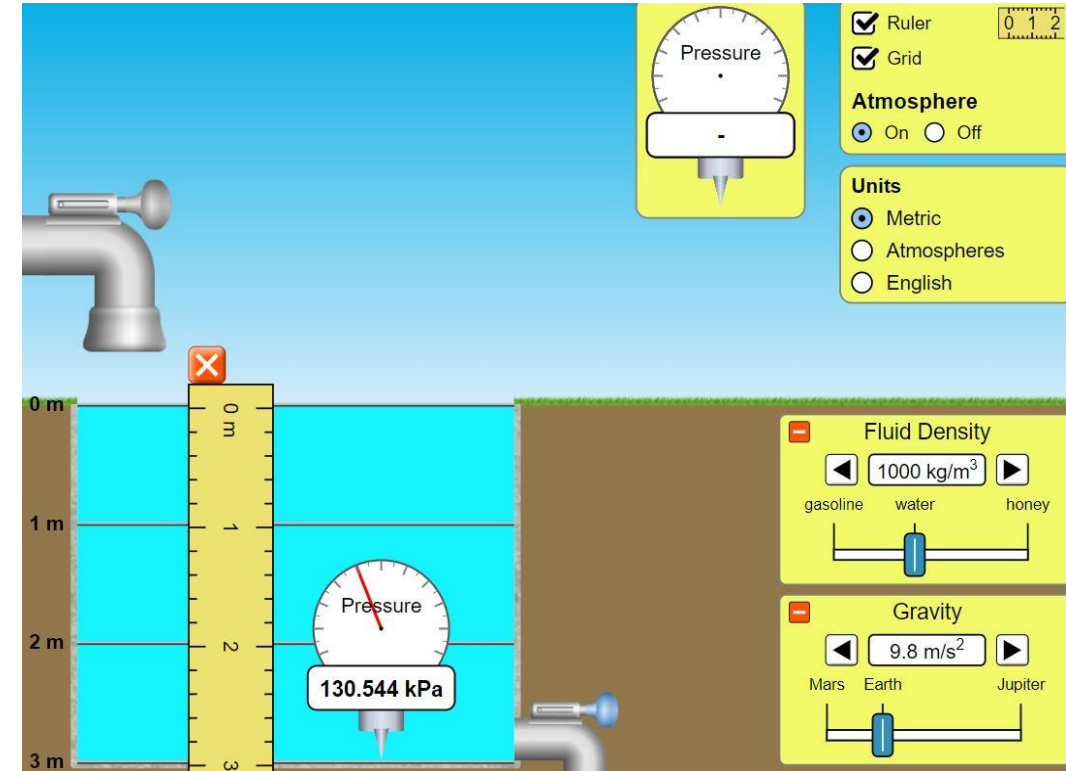 Pressure
-
Ruler
0 1 2
Grid
Atmosphere
On Off
Units
Metric
Atmospheres
English
0 m
1 m
2 m
3 m
0 m
1
2
3
Pressure
130.544 kPa
Fluid Density
1000 kg/m³
gasoline water honey
Gravity
9.8 m/s²
Mars Earth Jupiter